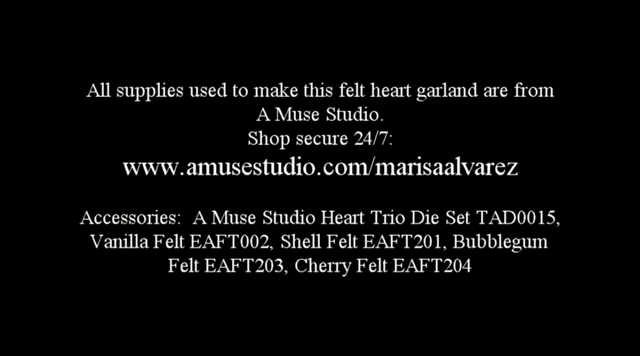 All supplies used to make this felt heart garland are from
A Muse Studio.
Shop secure 24/7:
www.amusestudio.com/marisaalvarez
Accessories: A Muse Studio Heart Trio Die Set TAD0015,
Vanilla Felt EAFT002, Shell Felt EAFT201, Bubblegum
Felt EAFT203, Cherry Felt EAFT204